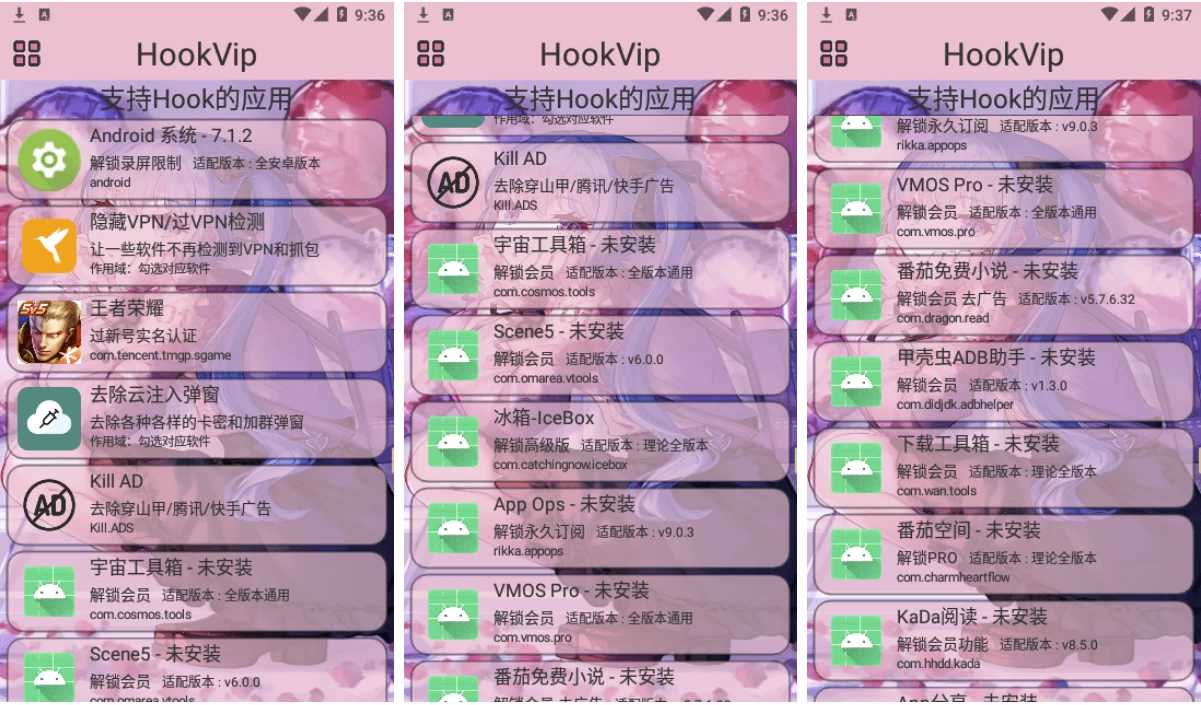 9:36
HookVip
支持Hook的应用
Android 系统 - 7.1.2
解锁录屏限制 适配版本 : 全安卓版本
android
隐藏VPN/过VPN检测
让一些软件不再检测到VPN和抓包
作用域：勾选对应软件
5v5
王者荣耀
过新号实名认证
com.tencent.tmgp.sgame
去除云注入弹窗
去除各种各样的卡密和加群弹窗
作用域：勾选对应软件
AD
Kill AD
去除穿山甲/腾讯/快手广告
Kill.ADS
宇宙工具箱 - 未安装
解锁会员 适配版本 : 全版本通用
com.cosmos.tools
Scene5 - 未安装
解锁会员 适配版本 : v6.0.0
com.omarea.vtools
9:36
HookVip
支持Hook的应用
作用域：勾选对应软件
AD
Kill AD
去除穿山甲/腾讯/快手广告
Kill.ADS
宇宙工具箱 - 未安装
解锁会员 适配版本 : 全版本通用
com.cosmos.tools
Scene5 - 未安装
解锁会员 适配版本 : v6.0.0
com.omarea.vtools
冰箱-IceBox
解锁高级版 适配版本 : 理论全版本
com.catchingnow.icebox
App Ops - 未安装
解锁永久订阅 适配版本 : v9.0.3
rikka.appops
VMOS Pro - 未安装
解锁会员 适配版本 : 全版本通用
com.vmos.pro
番茄免费小说 - 未安装
9:37
HookVip
支持Hook的应用
解锁永久订阅 适配版本 : v9.0.3
rikka.appops
VMOS Pro - 未安装
解锁会员 适配版本 : 全版本通用
com.vmos.pro
番茄免费小说 - 未安装
解锁会员 去广告 适配版本 : v5.7.6.32
com.dragon.read
甲壳虫ADB助手 - 未安装
解锁会员 适配版本 : v1.3.0
com.didjdk.adbhelper
下载工具箱 - 未安装
解锁会员 适配版本 : 理论全版本
com.wan.tools
番茄空间 - 未安装
解锁PRO 适配版本 : 理论全版本
com.charmheartflow
KaDa阅读 - 未安装
解锁会员功能 适配版本 : v8.5.0
com.hhdd.kada